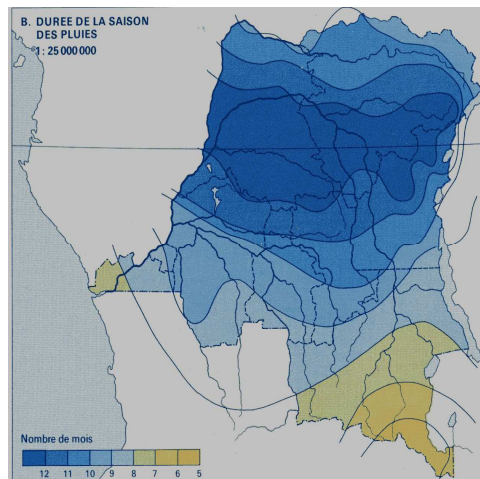 B. DUREE DE LA SAISON
DES PLUIES
1 : 25 000 000
Nombre de mois
12 11 10 9 8 7 6 5